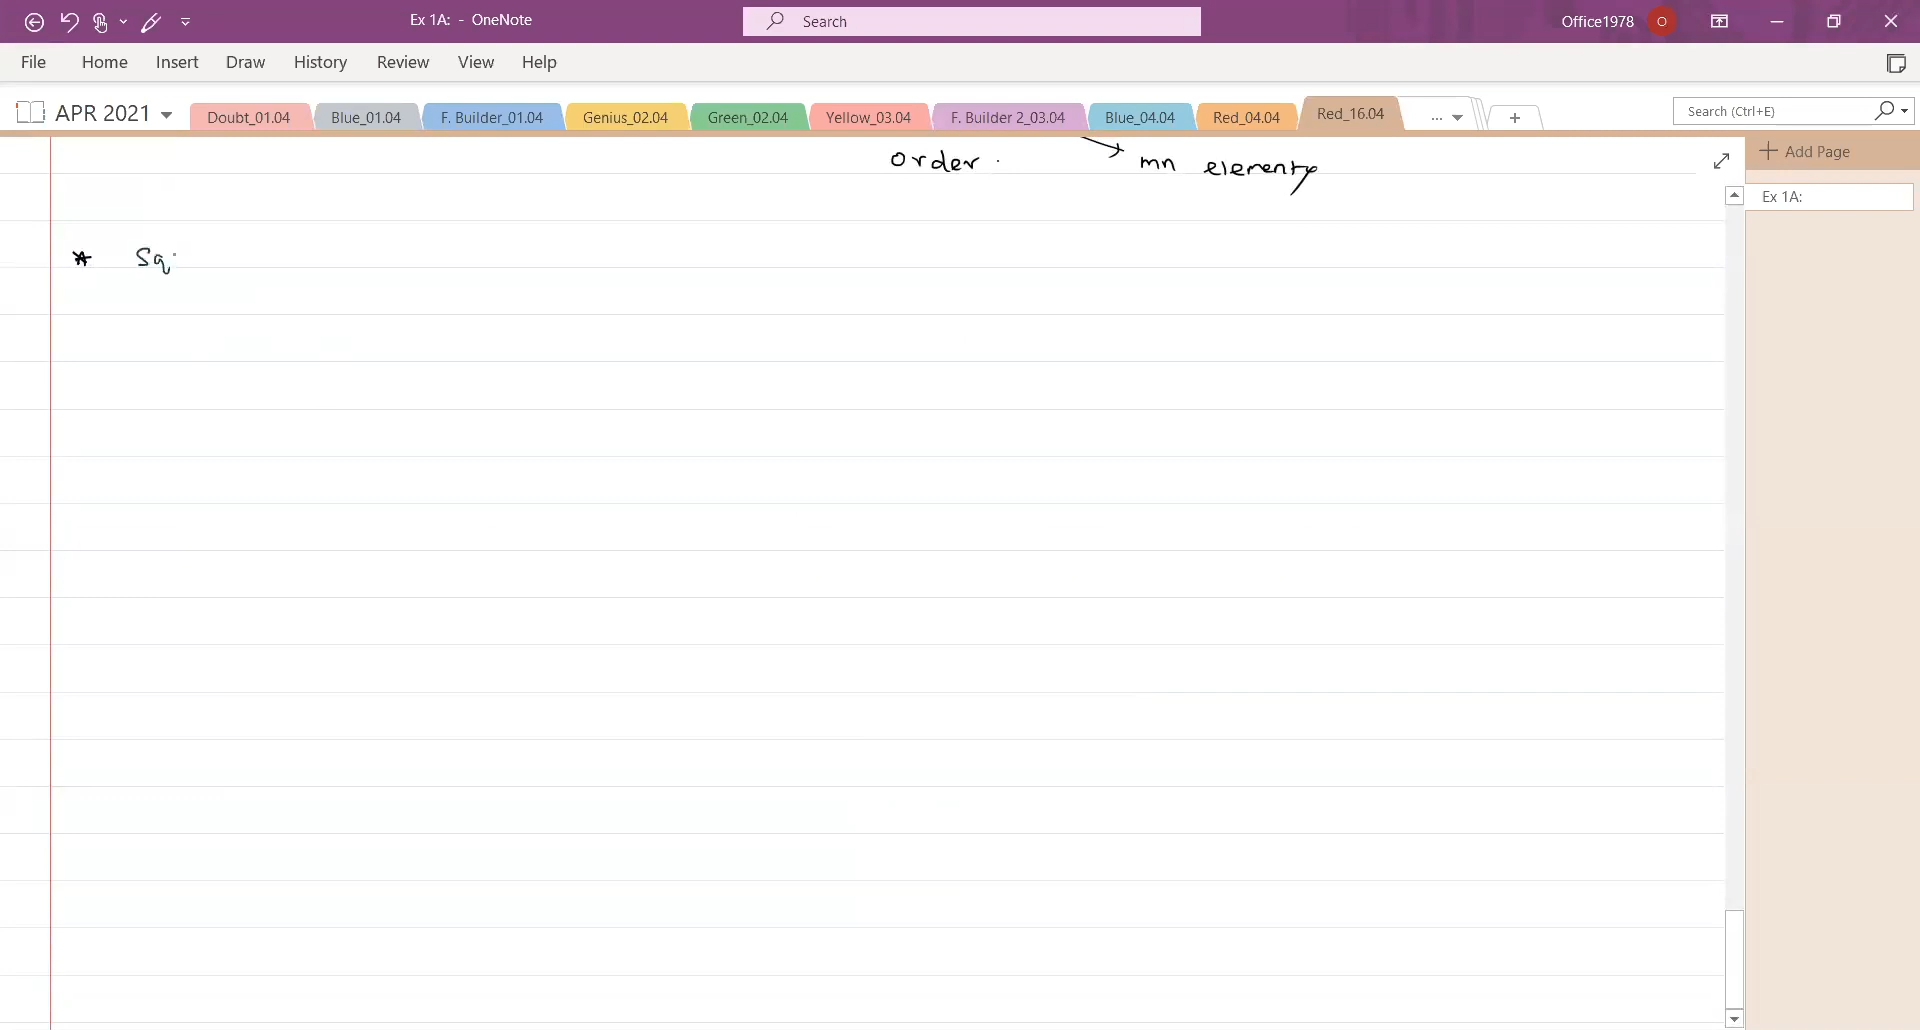 Ex 1A: - OneNote
Search
Office1978
O
File Home Insert Draw History Review View Help
APR 2021
Doubt_01.04 Blue_01.04 F. Builder_01.04 Genius_02.04 Green_02.04 Yellow_03.04 F. Builder 2_03.04 Blue_04.04 Red_04.04 Red_16.04 ...
Search (Ctrl+E)
Add Page
Ex 1A:
order .
mn elements
* Sq